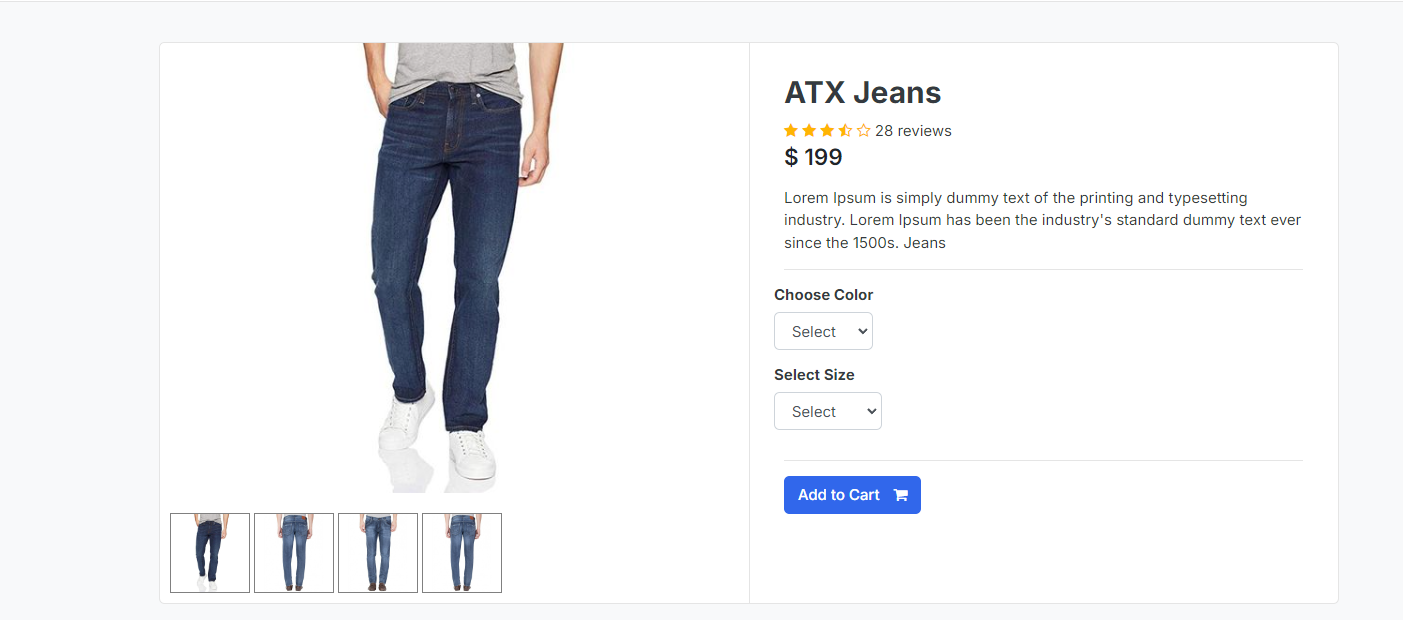 ATX Jeans
28 reviews
$ 199
Lorem Ipsum is simply dummy text of the printing and typesetting
industry. Lorem Ipsum has been the industry's standard dummy text ever
since the 1500s. Jeans
Choose Color
Select
Select Size
Select
Add to Cart